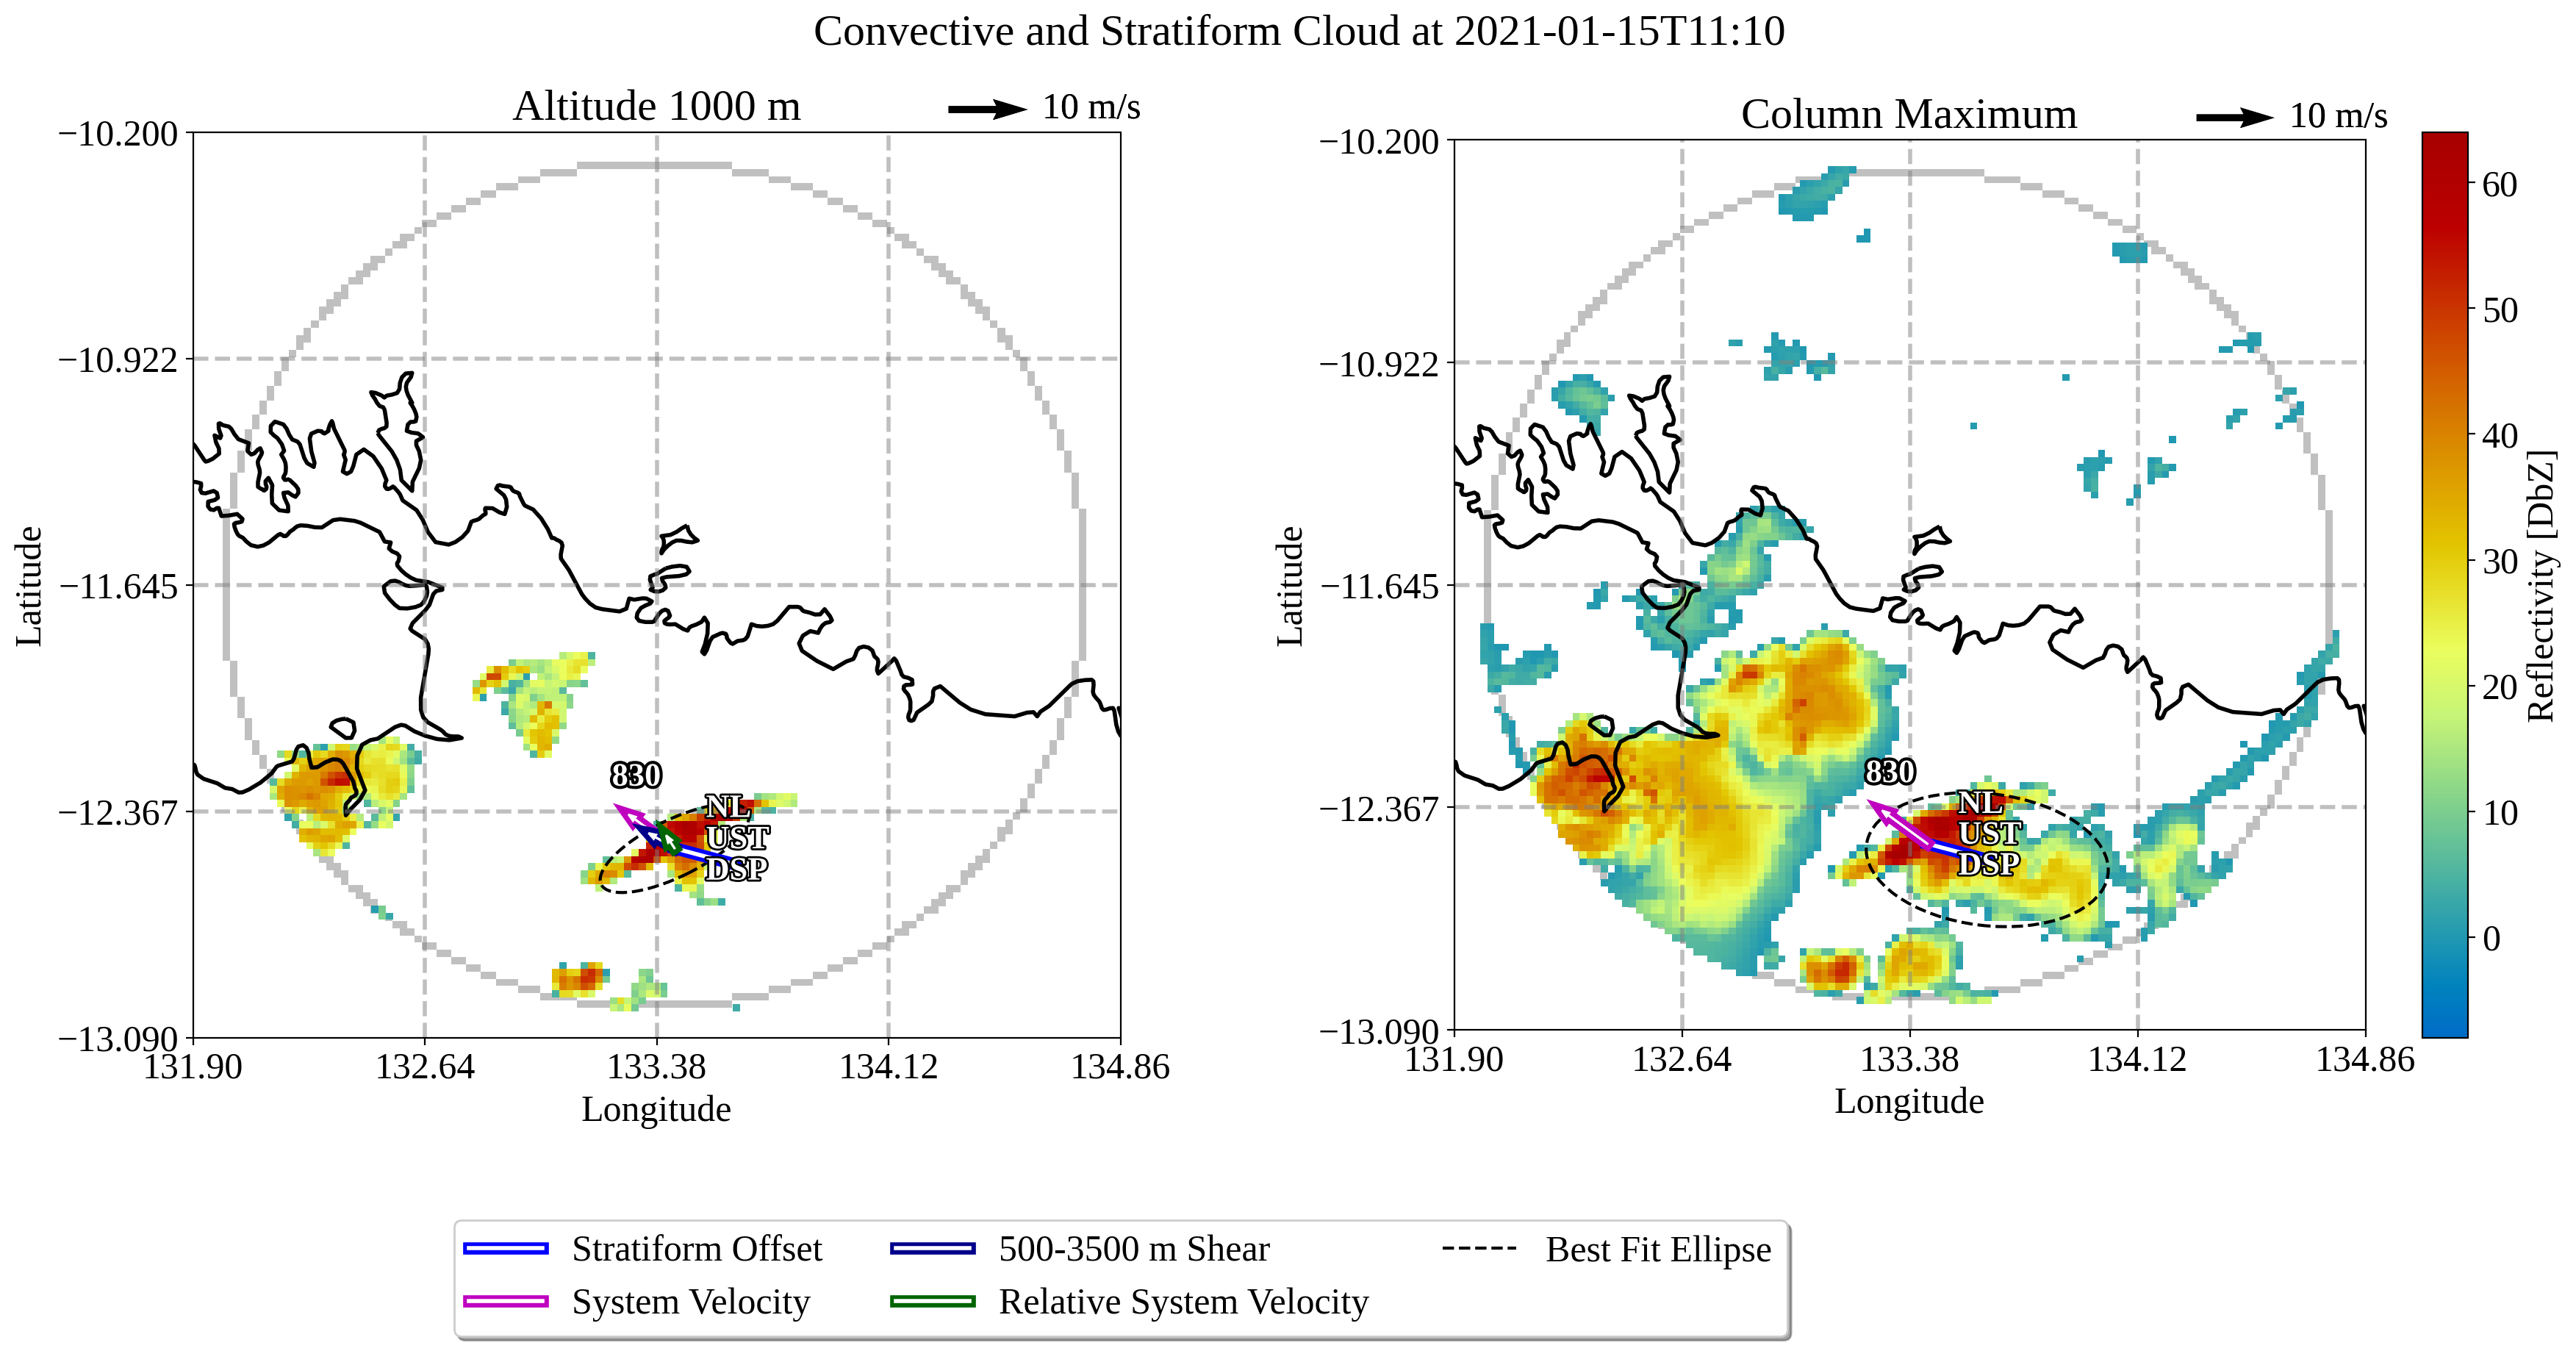 Convective and Stratiform Cloud at 2021-01-15T11:10
Altitude 1000 m
10 m/s
−10.200
−10.922
−11.645
−12.367
−13.090
Latitude
131.90
132.64
133.38
134.12
134.86
Longitude
830
NL
UST
DSP
Column Maximum
10 m/s
−10.200
−10.922
−11.645
−12.367
−13.090
Latitude
131.90
132.64
133.38
134.12
134.86
Longitude
830
NL
UST
DSP
60
50
40
30
20
10
0
Reflectivity [DbZ]
Stratiform Offset
500-3500 m Shear
Best Fit Ellipse
System Velocity
Relative System Velocity